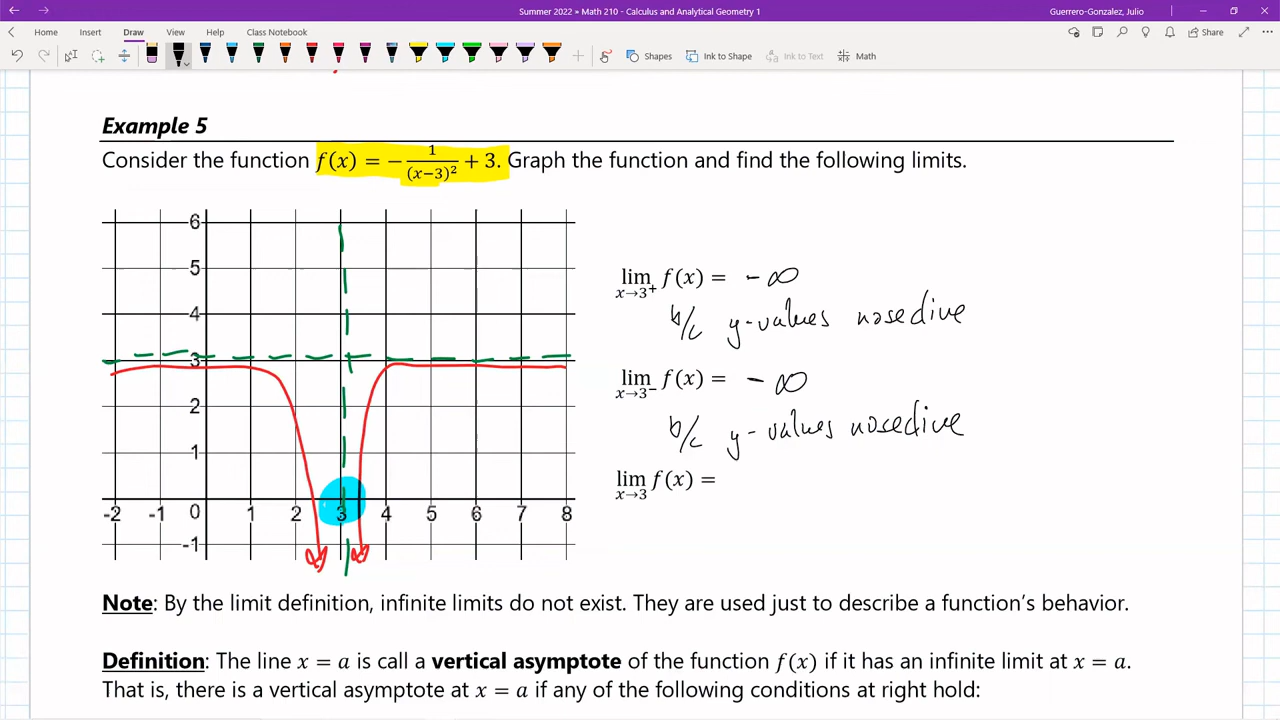 Summer 2022 » Math 210 - Calculus and Analytical Geometry 1
Guerrero-Gonzalez, Julio
Home Insert Draw View Help Class Notebook
Share
Shapes Ink to Shape Ink to Text Math
Example 5
Consider the function f(x) = − 1/(x−3)² + 3. Graph the function and find the following limits.
6
5
4
3
2
1
-2 -1 0 1 2 3 4 5 6 7 8
-1
lim x→3⁺ f(x) = -∞
b/c y-values nosedive
lim x→3⁻ f(x) = -∞
b/c y-values nosedive
lim x→3 f(x) =
Note: By the limit definition, infinite limits do not exist. They are used just to describe a function’s behavior.
Definition: The line x = a is call a vertical asymptote of the function f(x) if it has an infinite limit at x = a.
That is, there is a vertical asymptote at x = a if any of the following conditions at right hold: